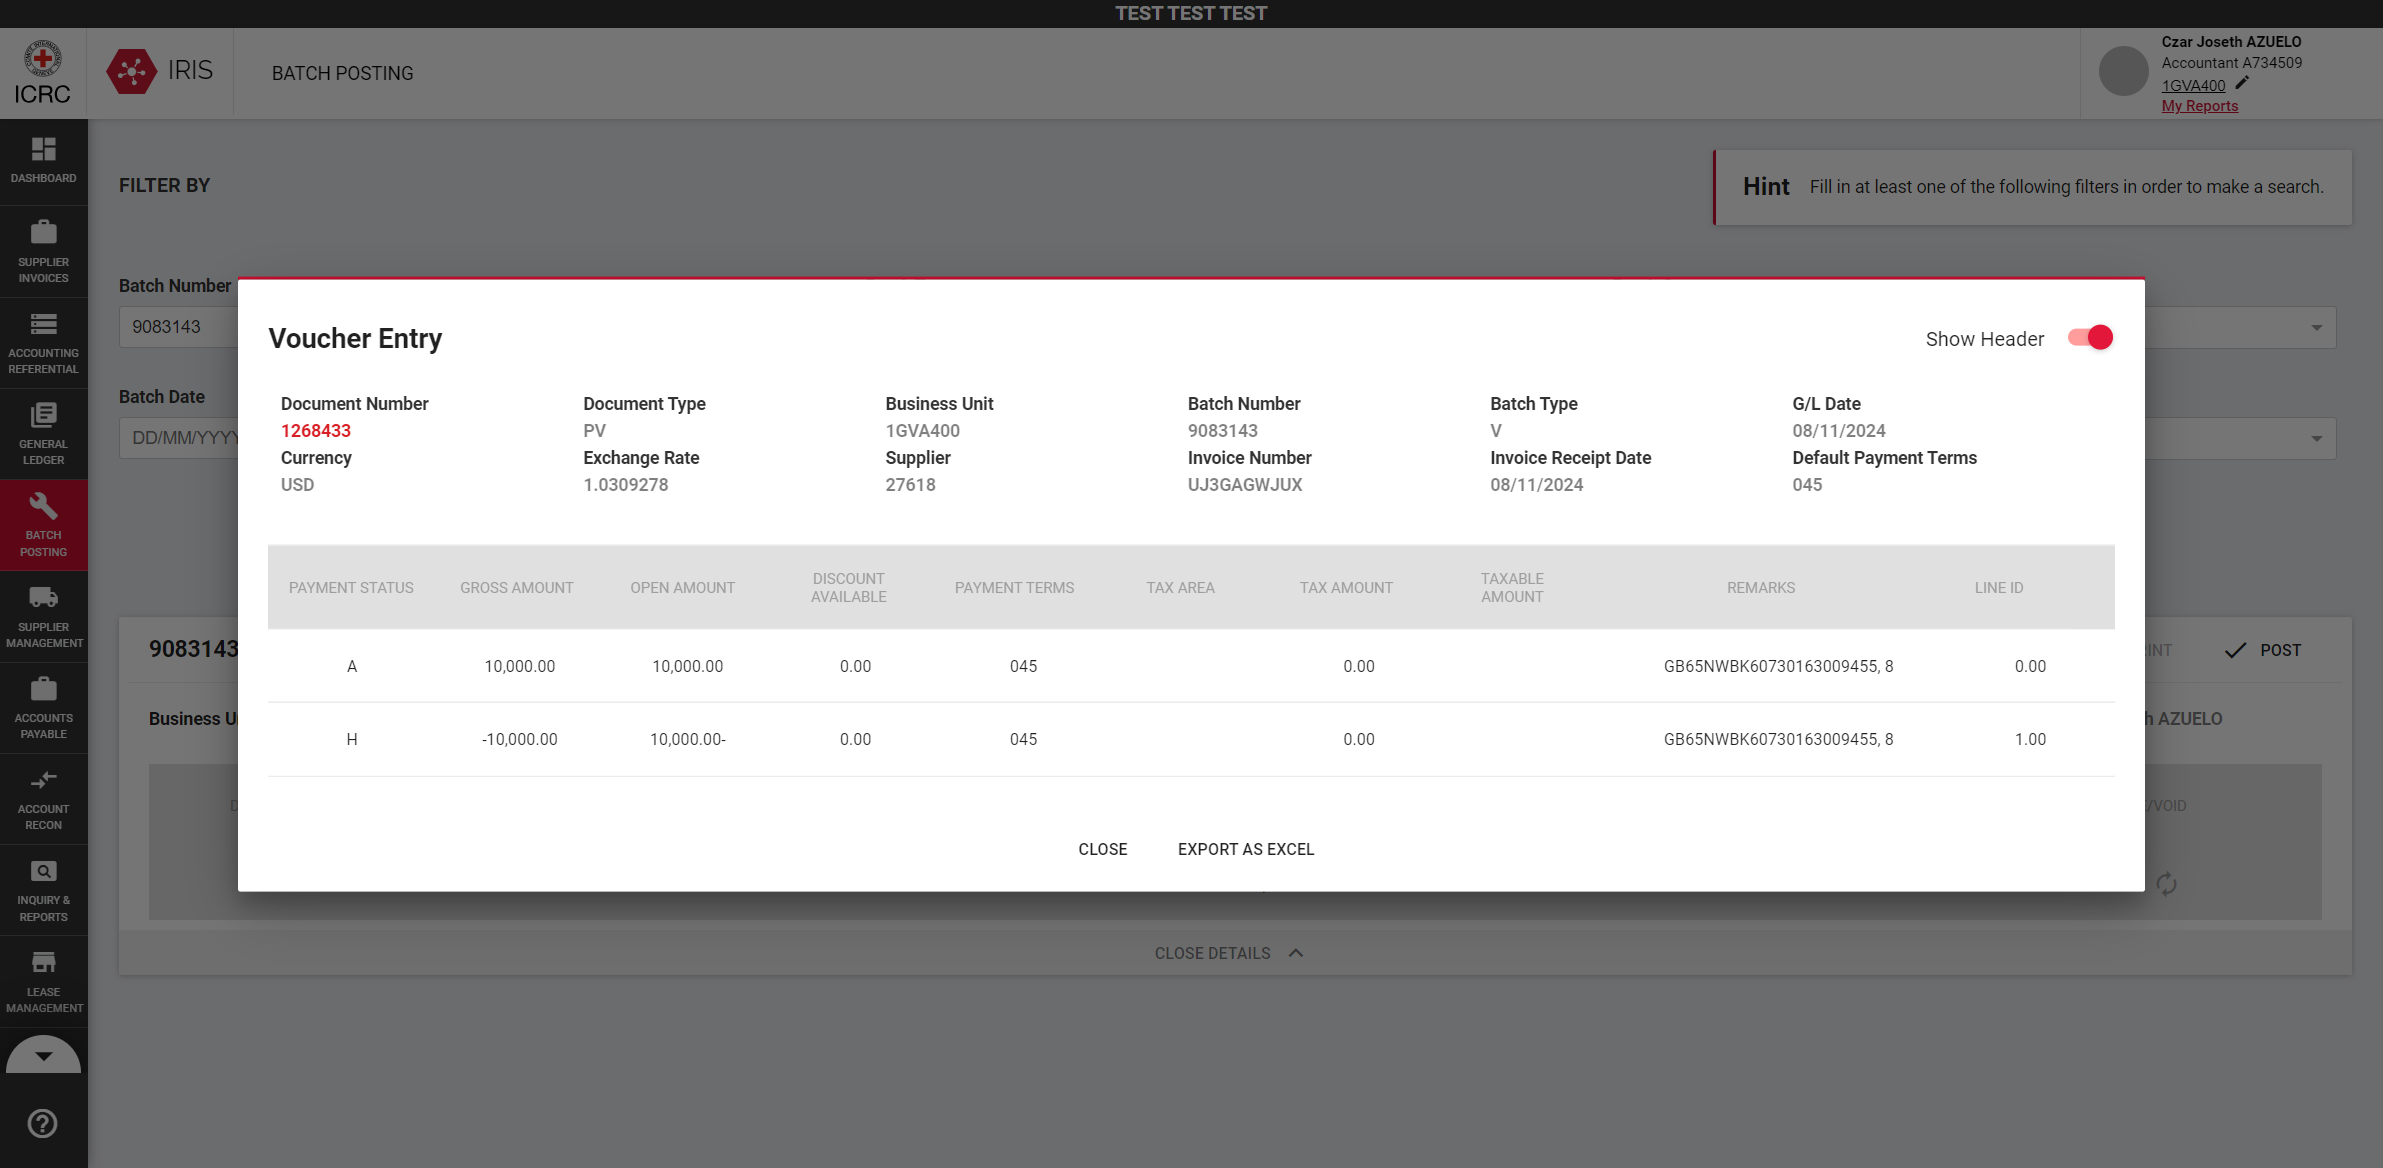 TEST TEST TEST
ICRC
IRIS
BATCH POSTING
Czar Joseth AZUELO
Accountant A734509
1GVA400
My Reports
DASHBOARD
SUPPLIER
INVOICES
ACCOUNTING
REFERENTIAL
GENERAL
LEDGER
BATCH
POSTING
SUPPLIER
MANAGEMENT
ACCOUNTS
PAYABLE
ACCOUNT
RECON
INQUIRY &
REPORTS
LEASE
MANAGEMENT
FILTER BY
Hint Fill in at least one of the following filters in order to make a search.
Batch Number
9083143
Batch Date
DD/MM/YYYY
Voucher Entry
Show Header
Document Number Document Type Business Unit Batch Number Batch Type G/L Date
1268433 PV 1GVA400 9083143 V 08/11/2024
Currency Exchange Rate Supplier Invoice Number Invoice Receipt Date Default Payment Terms
USD 1.0309278 27618 UJ3GAGWJUX 08/11/2024 045
PAYMENT STATUS GROSS AMOUNT OPEN AMOUNT DISCOUNT AVAILABLE PAYMENT TERMS TAX AREA TAX AMOUNT TAXABLE AMOUNT REMARKS LINE ID
A 10,000.00 10,000.00 0.00 045 0.00 GB65NWBK60730163009455, 8 0.00
H -10,000.00 10,000.00- 0.00 045 0.00 GB65NWBK60730163009455, 8 1.00
CLOSE EXPORT AS EXCEL
9083143
POST
Business
AZUELO
/VOID
CLOSE DETAILS